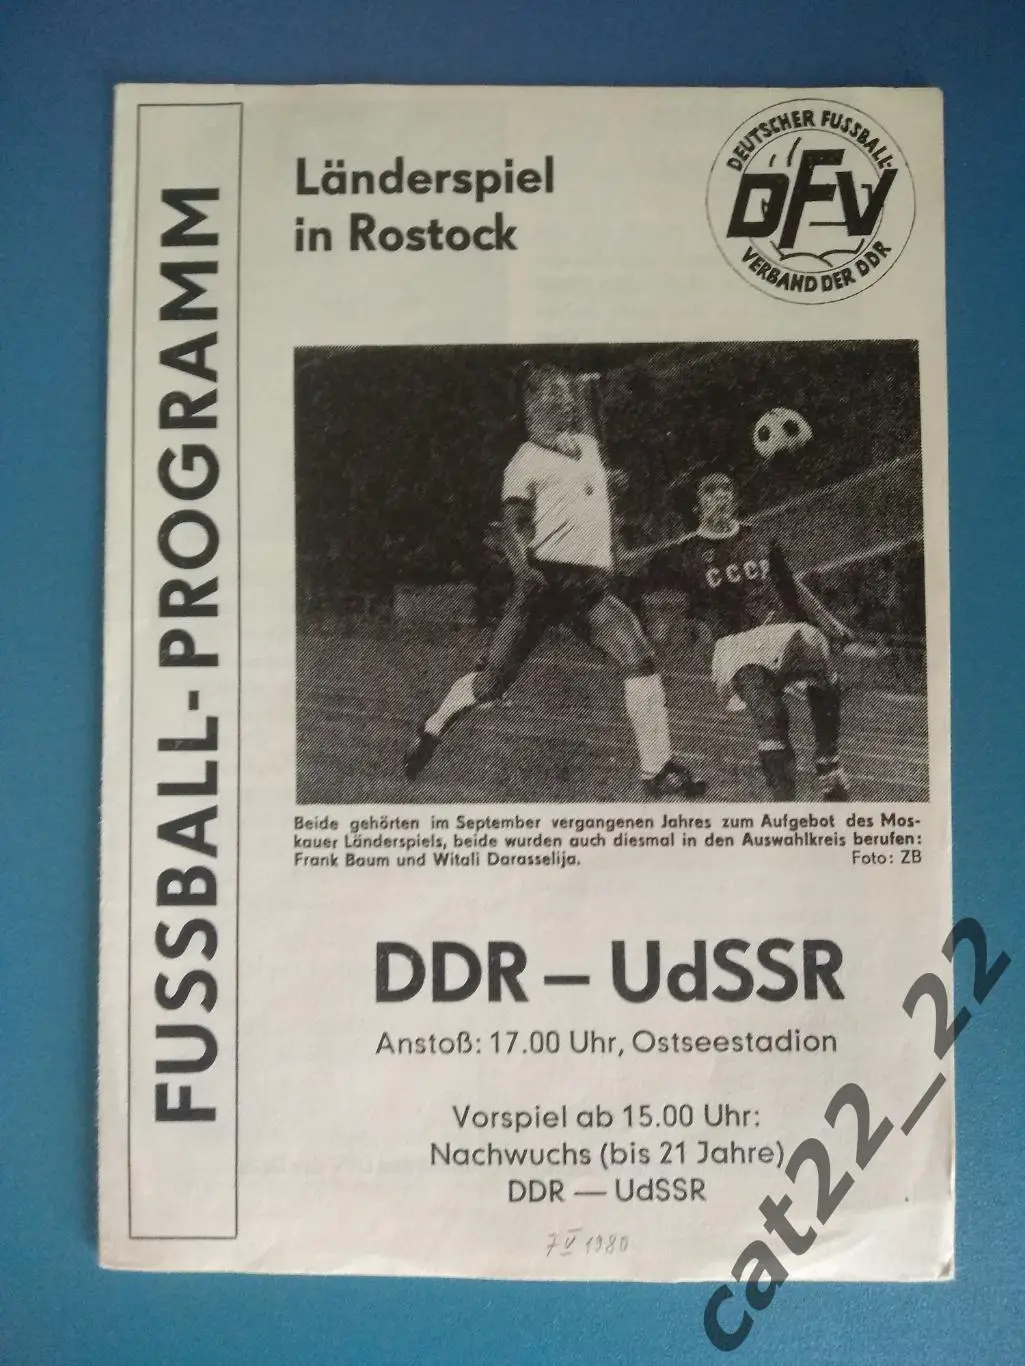 FUSSBALL-PROGRAMM
Länderspiel
in Rostock
DEUTSCHER FUSSBALL-
DFV
VERBAND DER DDR
CCCP
Beide gehörten im September vergangenen Jahres zum Aufgebot des Mos-
kauer Länderspiels, beide wurden auch diesmal in den Auswahlkreis berufen:
Frank Baum und Witali Darasselija. Foto: ZB
DDR – UdSSR
Anstoß: 17.00 Uhr, Ostseestadion
Vorspiel ab 15.00 Uhr:
Nachwuchs (bis 21 Jahre)
DDR — UdSSR
7 V 1980
cat22_22